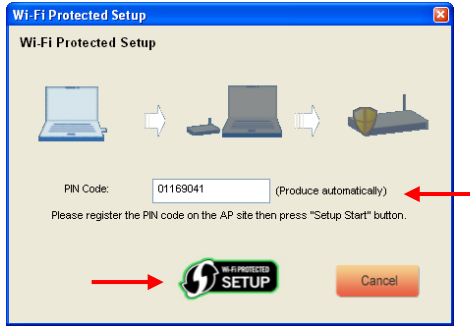 Wi-Fi Protected Setup
Wi-Fi Protected Setup
PIN Code: 01169041 (Produce automatically)
Please register the PIN code on the AP site then press "Setup Start" button.
WI-FI PROTECTED
SETUP
Cancel